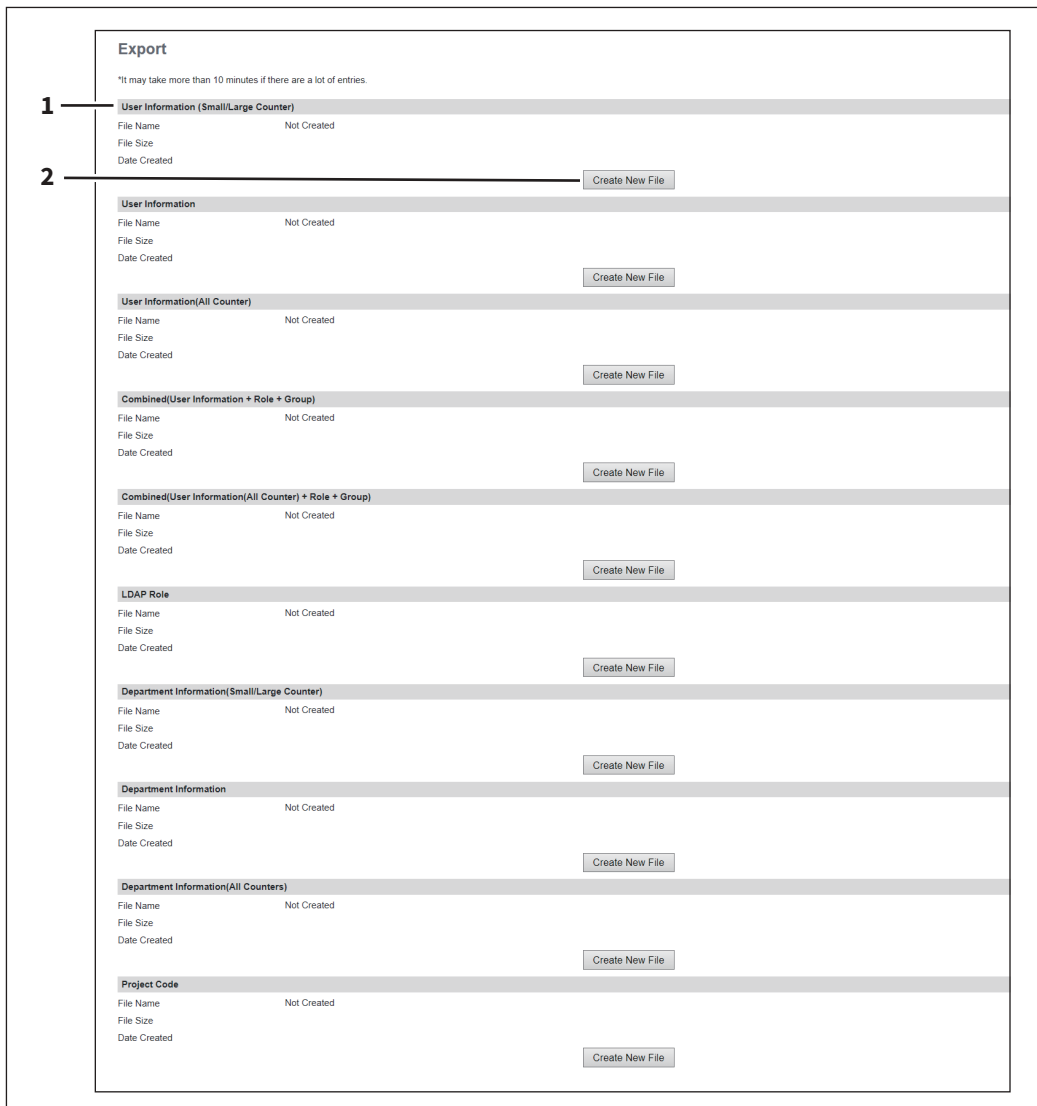 Export
*It may take more than 10 minutes if there are a lot of entries.
1
User Information (Small/Large Counter)
File Name Not Created
File Size
Date Created
2
Create New File
User Information
File Name Not Created
File Size
Date Created
Create New File
User Information(All Counter)
File Name Not Created
File Size
Date Created
Create New File
Combined(User Information + Role + Group)
File Name Not Created
File Size
Date Created
Create New File
Combined(User Information(All Counter) + Role + Group)
File Name Not Created
File Size
Date Created
Create New File
LDAP Role
File Name Not Created
File Size
Date Created
Create New File
Department Information(Small/Large Counter)
File Name Not Created
File Size
Date Created
Create New File
Department Information
File Name Not Created
File Size
Date Created
Create New File
Department Information(All Counters)
File Name Not Created
File Size
Date Created
Create New File
Project Code
File Name Not Created
File Size
Date Created
Create New File